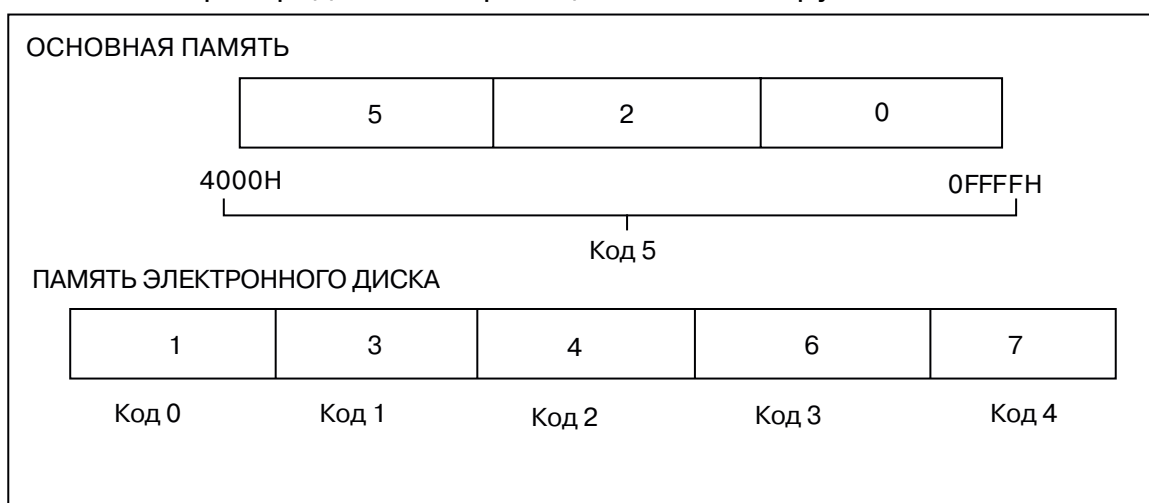 ОСНОВНАЯ ПАМЯТЬ
5 2 0
4000H 0FFFFH
Код 5
ПАМЯТЬ ЭЛЕКТРОННОГО ДИСКА
1 3 4 6 7
Код 0 Код 1 Код 2 Код 3 Код 4